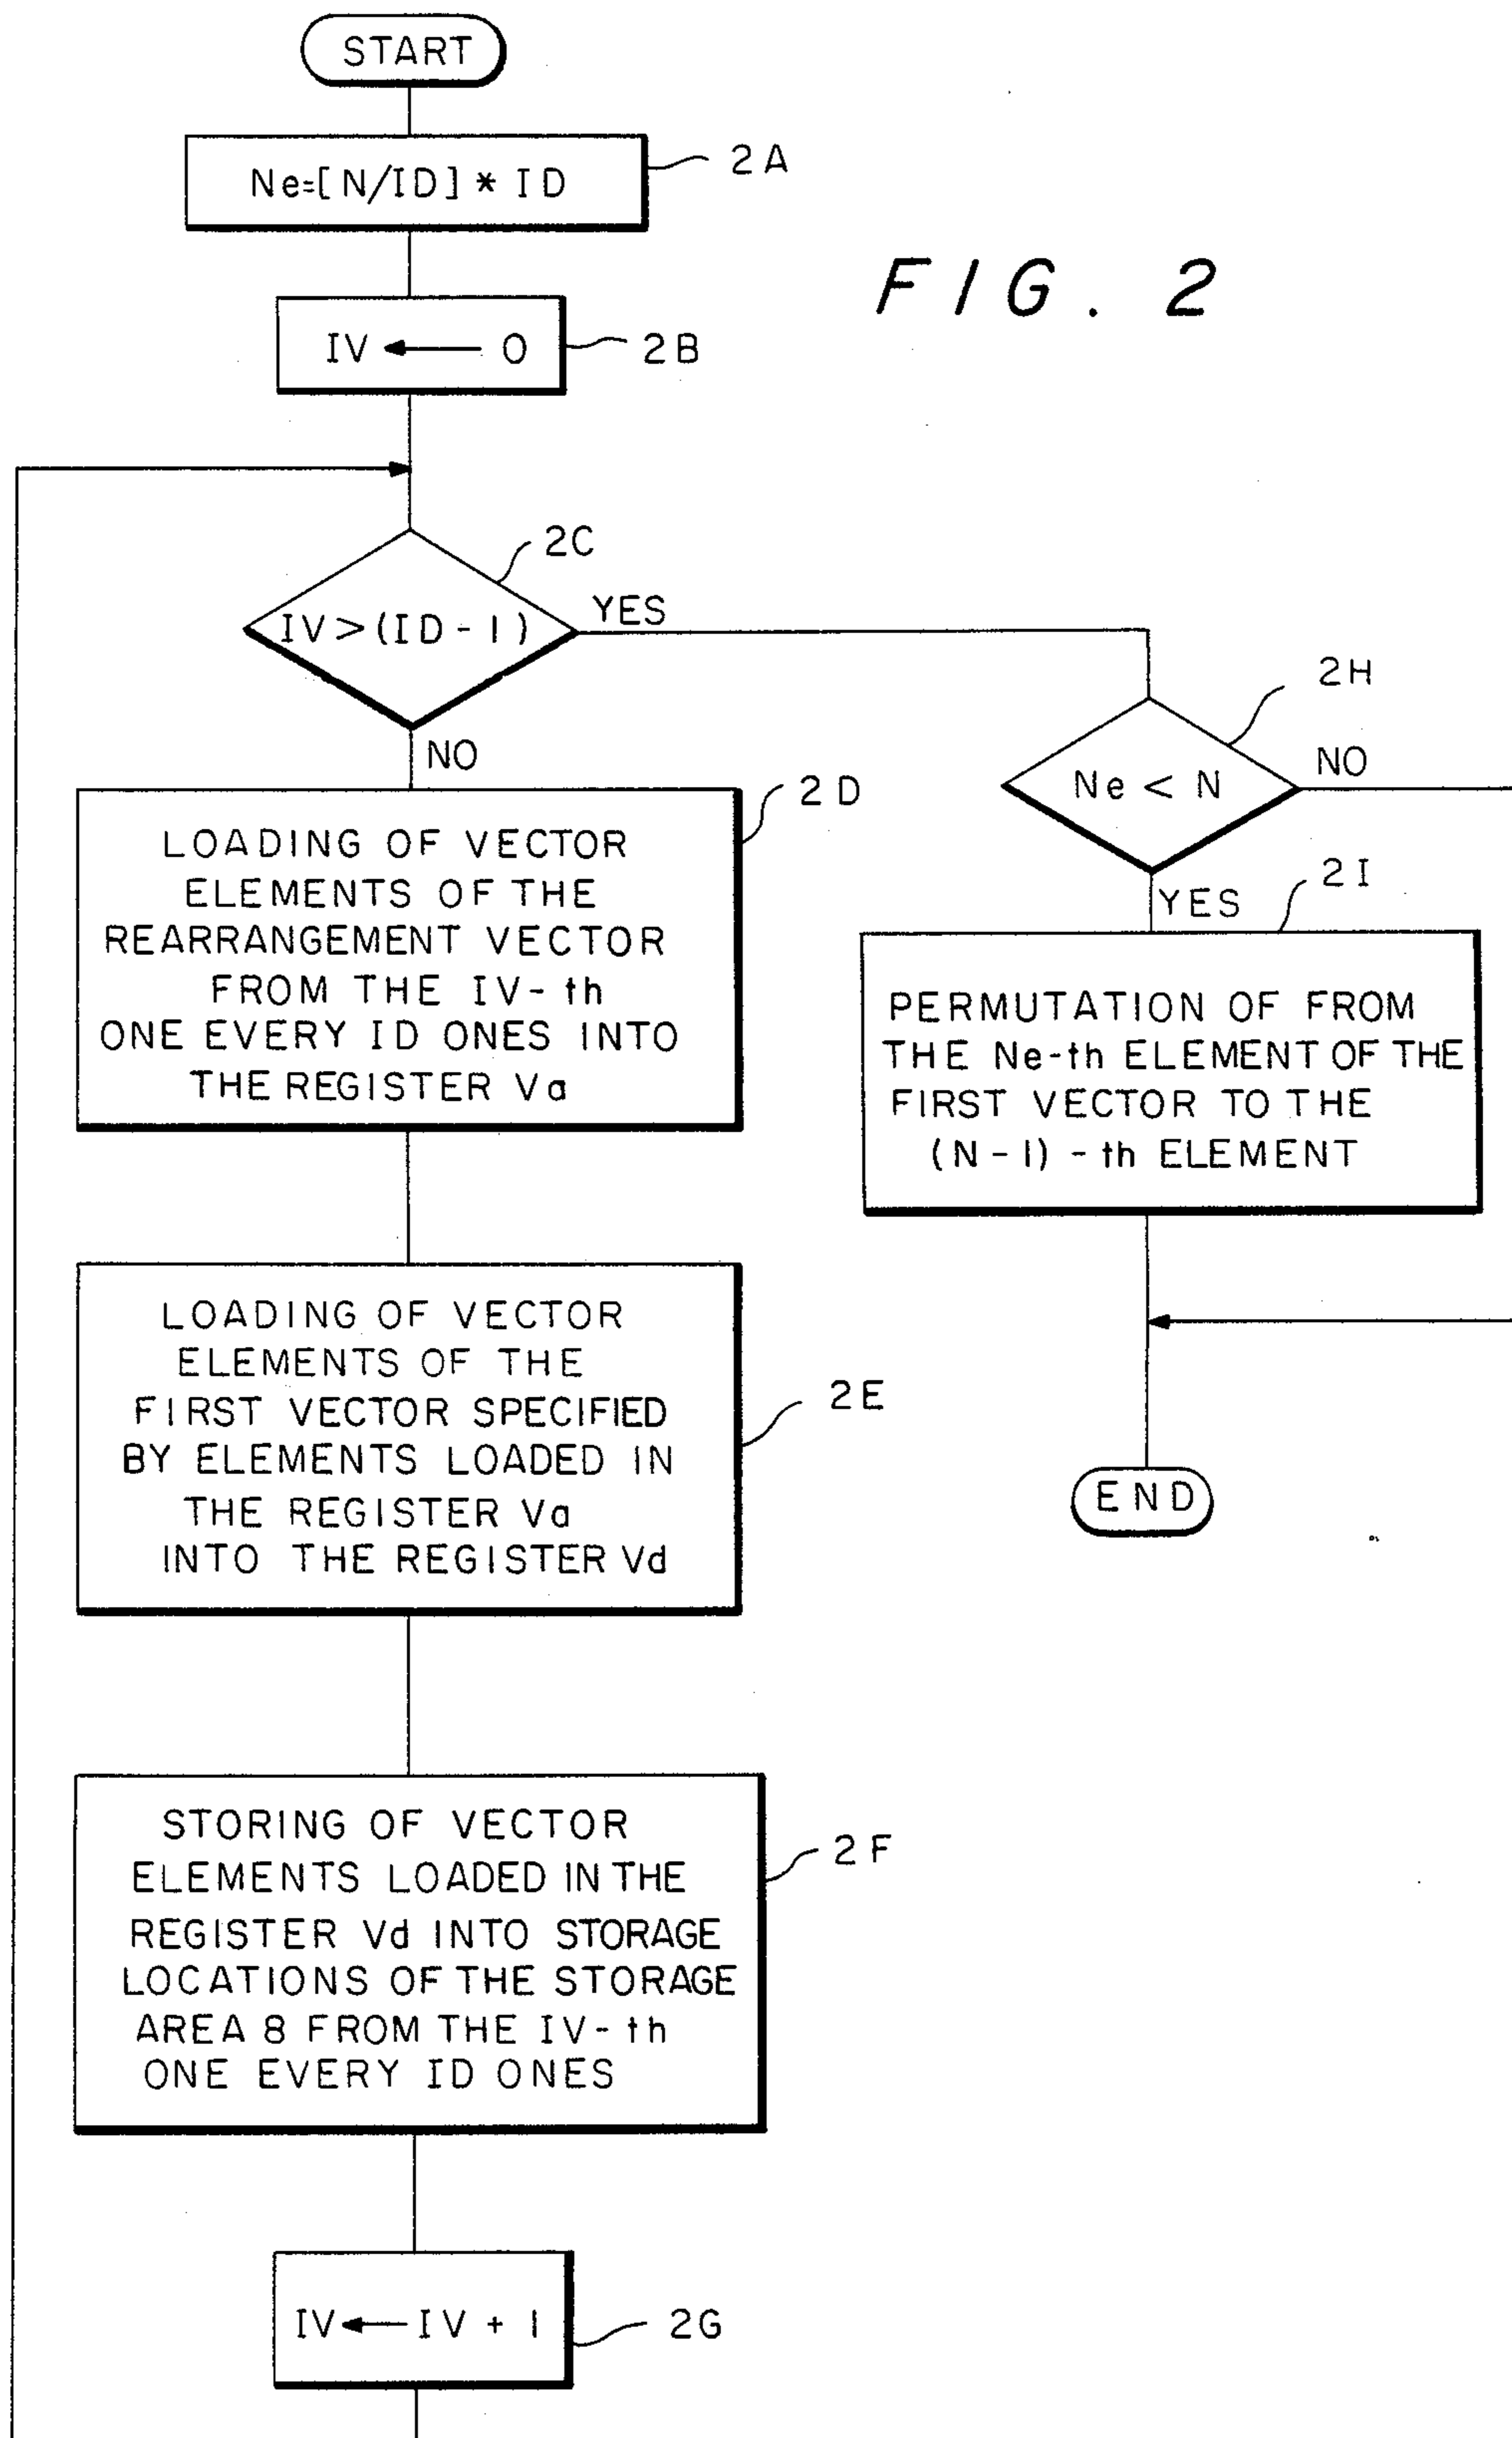 START
Ne=[N/ID] * ID
2A
FIG. 2
IV ← 0
2B
2C
IV>(ID-1)
YES
NO
2H
Ne < N
NO
YES
2D
LOADING OF VECTOR
ELEMENTS OF THE
REARRANGEMENT VECTOR
FROM THE IV-th
ONE EVERY ID ONES INTO
THE REGISTER Va
2I
PERMUTATION OF FROM
THE Ne-th ELEMENT OF THE
FIRST VECTOR TO THE
(N-1)-th ELEMENT
LOADING OF VECTOR
ELEMENTS OF THE
FIRST VECTOR SPECIFIED
BY ELEMENTS LOADED IN
THE REGISTER Va
INTO THE REGISTER Vd
2E
END
STORING OF VECTOR
ELEMENTS LOADED IN THE
REGISTER Vd INTO STORAGE
LOCATIONS OF THE STORAGE
AREA 8 FROM THE IV-th
ONE EVERY ID ONES
2F
IV ← IV + 1
2G